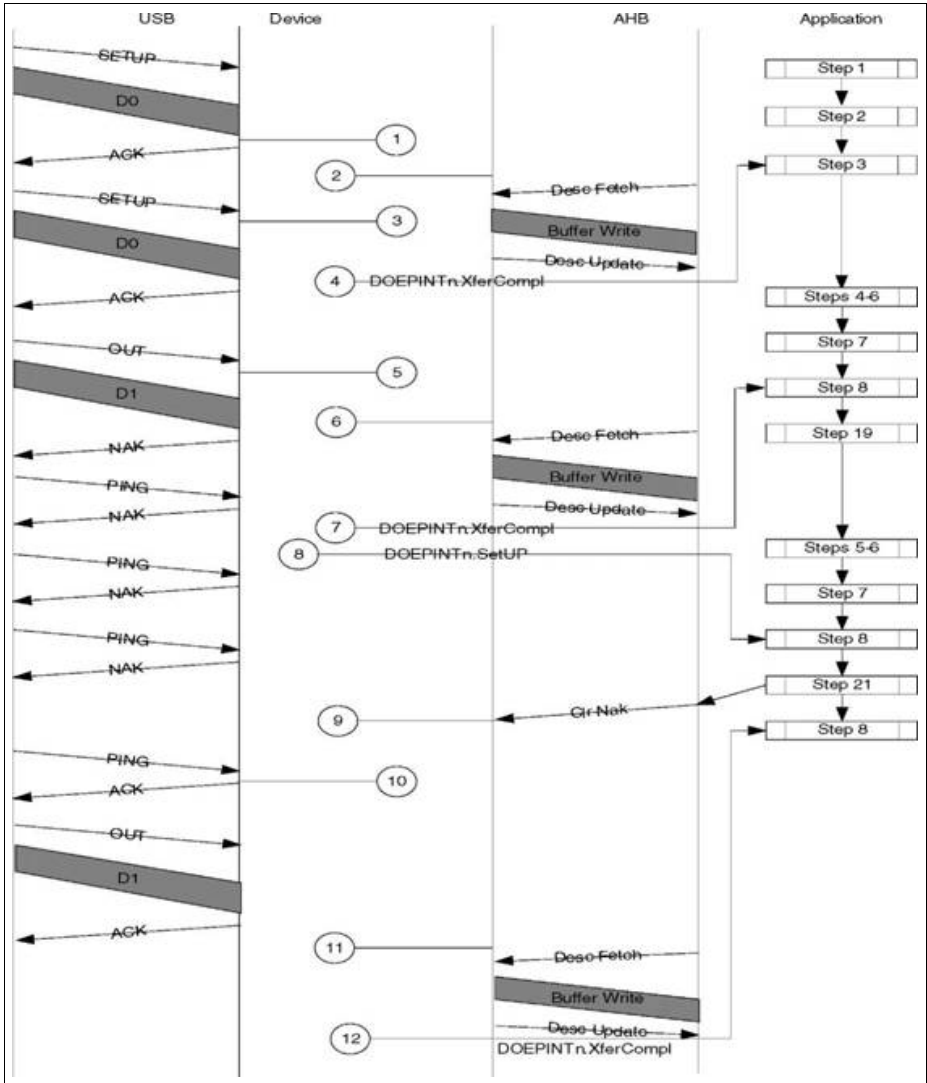 USB Device AHB Application
SETUP
Step 1
D0
Step 2
1
ACK
Step 3
2
Desc Fetch
SETUP
3
Buffer Write
D0
Desc Update
4
DOEPINTn.XferCompl
ACK
Steps 4-6
OUT
Step 7
5
Step 8
D1
6
Desc Fetch
Step 19
NAK
Buffer Write
PING
Desc Update
NAK
7
DOEPINTn.XferCompl
8
DOEPINTn.SetUP
Steps 5-6
PING
NAK
Step 7
PING
Step 8
NAK
Step 21
Clr Nak
9
Step 8
PING
10
ACK
OUT
D1
ACK
11
Desc Fetch
Buffer Write
Desc Update
12
DOEPINTn.XferCompl